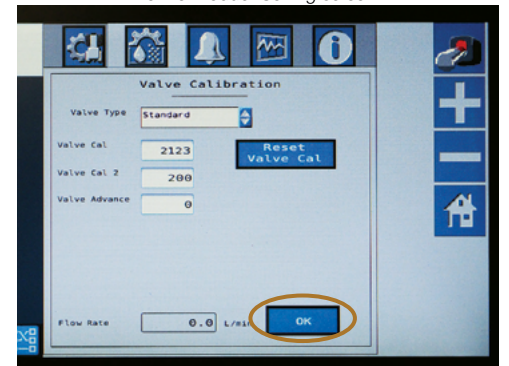 Valve Calibration
Valve Type Standard
Valve Cal 2123
Reset
Valve Cal
Valve Cal 2 200
Valve Advance 0
Flow Rate 0.0 L/min OK